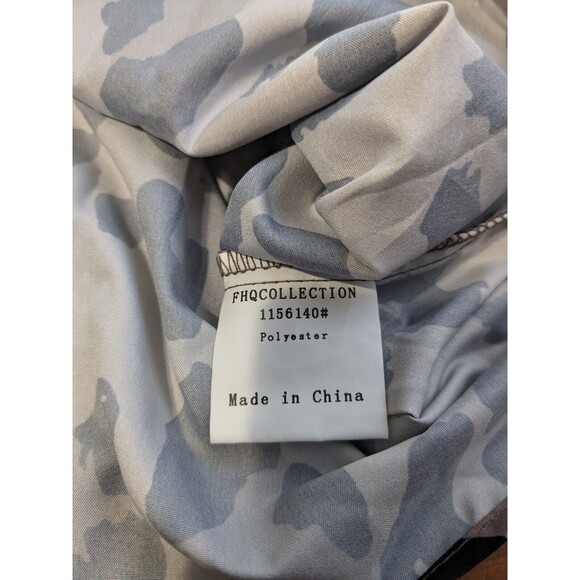 FHQCOLLECTION
1156140#
Polyester
Made in China